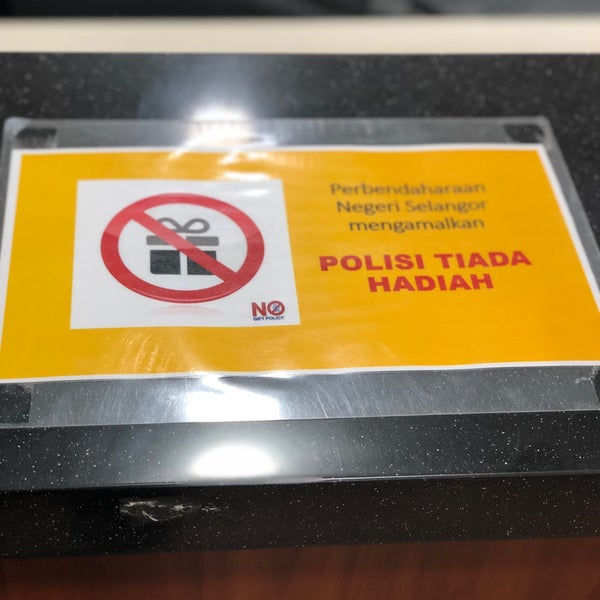 Perbendaharaan
Negeri Selangor
mengamalkan
POLISI TIADA
HADIAH
NO
GIFT POLICY